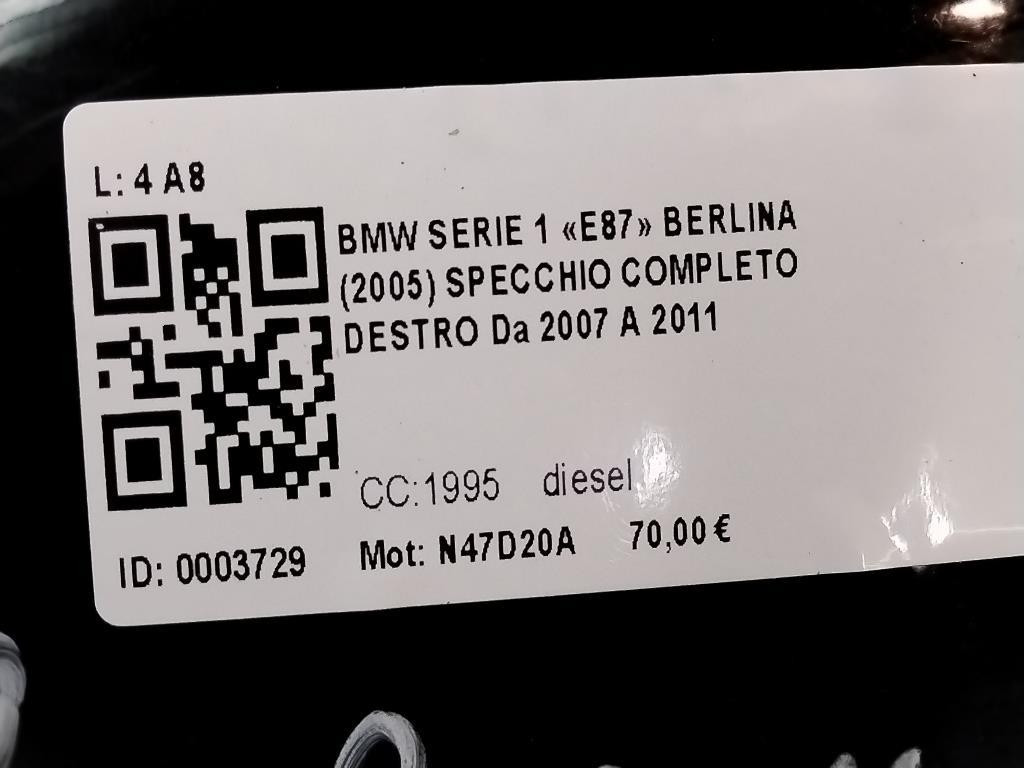 L: 4 A8
BMW SERIE 1 «E87» BERLINA
(2005) SPECCHIO COMPLETO
DESTRO Da 2007 A 2011
CC:1995 diesel
ID: 0003729 Mot: N47D20A 70,00 €